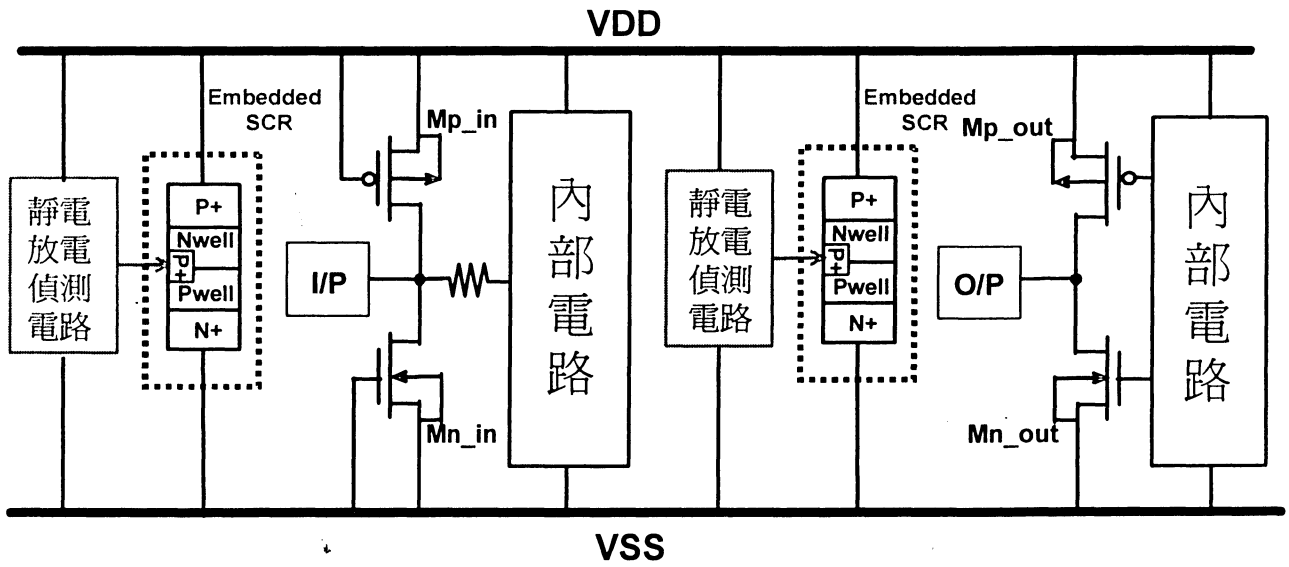 VDD
Embedded
SCR
靜電
放電
偵測
電路
P+
Nwell
P+
Pwell
N+
I/P
Mp_in
Mn_in
內部電路
Embedded
SCR
靜電
放電
偵測
電路
P+
Nwell
P+
Pwell
N+
O/P
Mp_out
Mn_out
內部電路
VSS